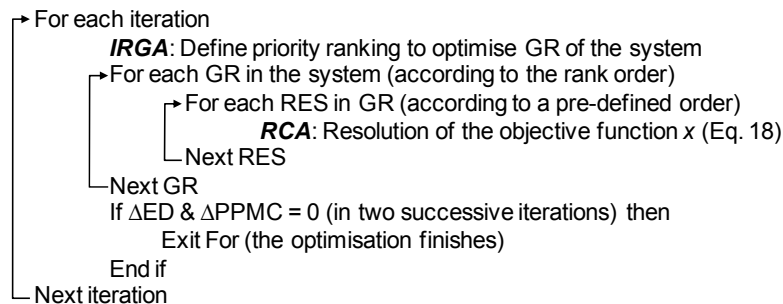 For each iteration
IRGA: Define priority ranking to optimise GR of the system
For each GR in the system (according to the rank order)
For each RES in GR (according to a pre-defined order)
RCA: Resolution of the objective function x (Eq. 18)
Next RES
Next GR
If ∆ED & ∆PPMC = 0 (in two successive iterations) then
Exit For (the optimisation finishes)
End if
Next iteration